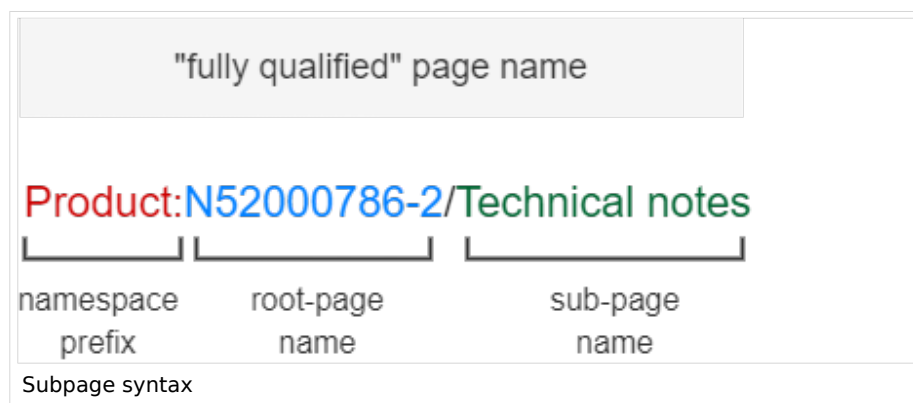 "fully qualified" page name
Product:N52000786-2/Technical notes
namespace prefix
root-page name
sub-page name
Subpage syntax